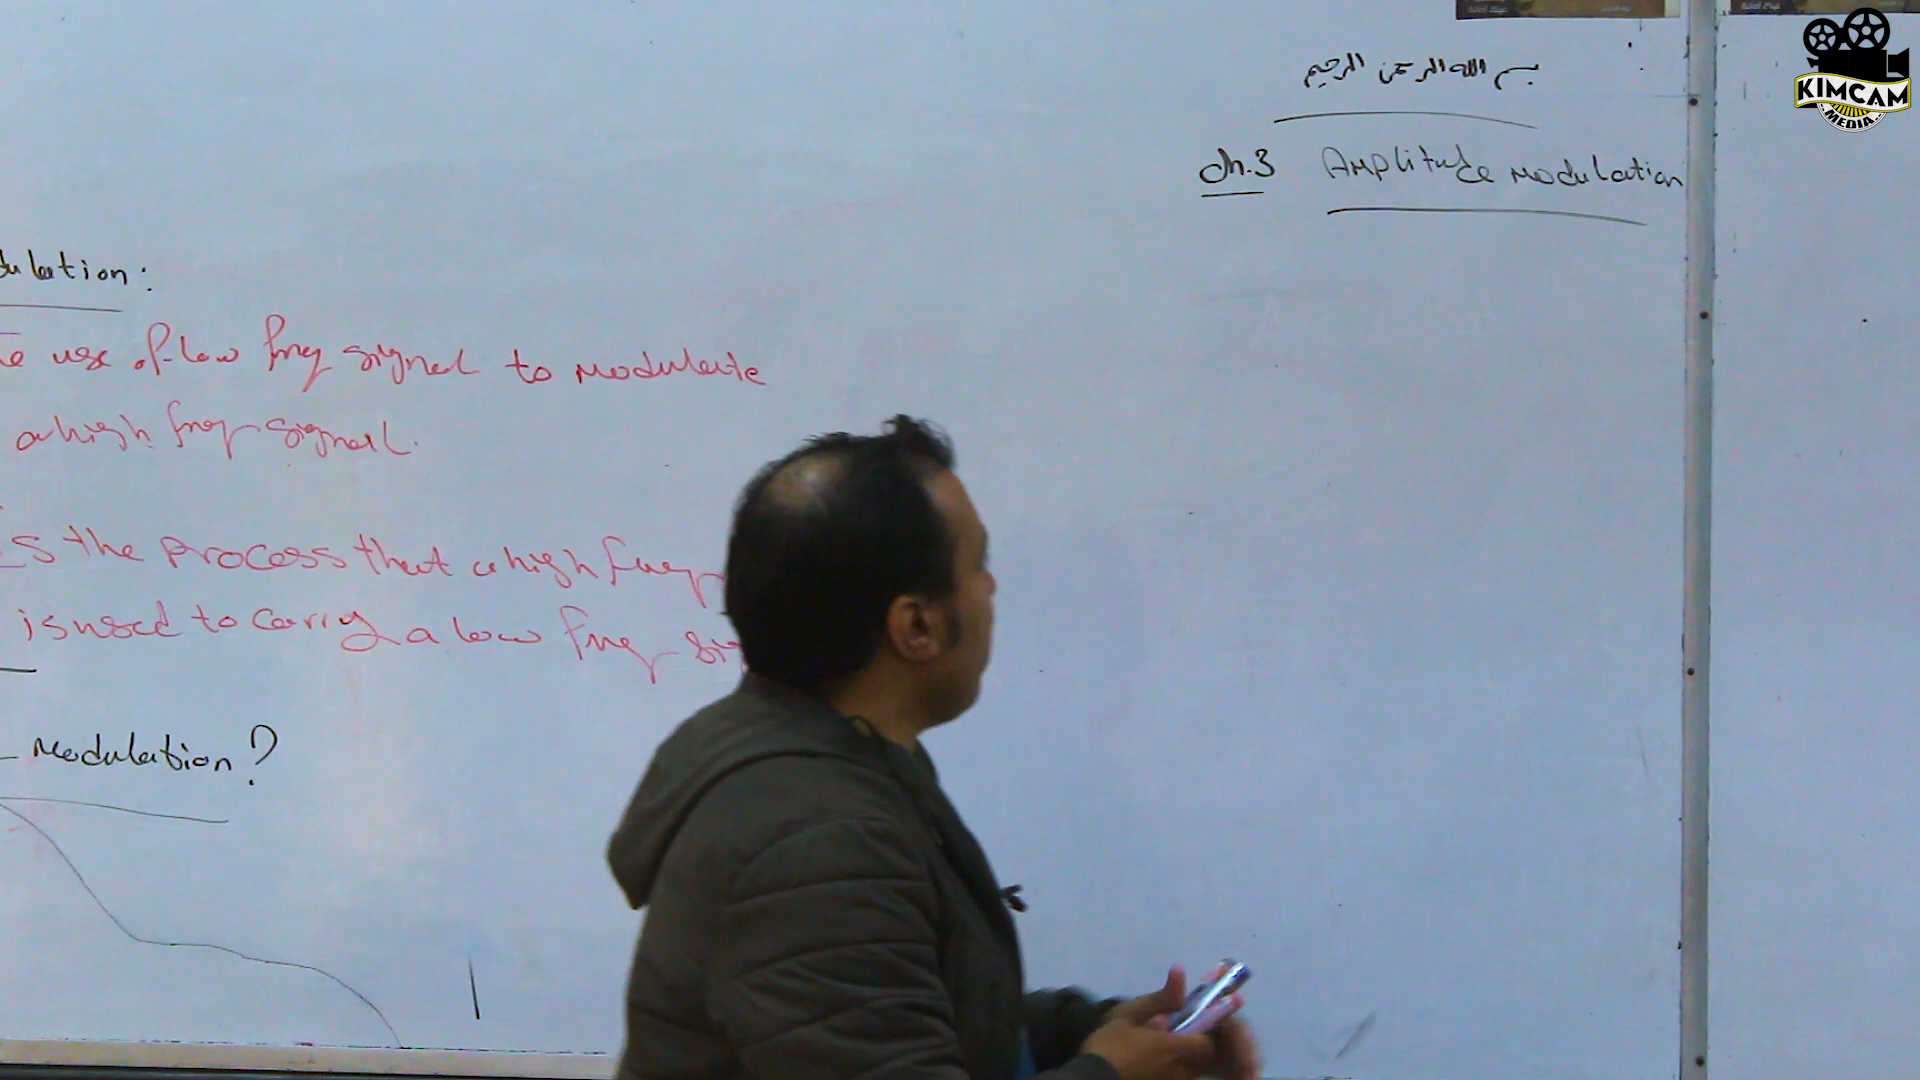 بسم الله الرحمن الرحيم
ch.3 Amplitude Modulation
dulation:
e use of low freq signal to modulate
a high freq signal.
is the process that a high freq
is used to carry a low freq sig
modulation?
KIMCAM
MEDIA